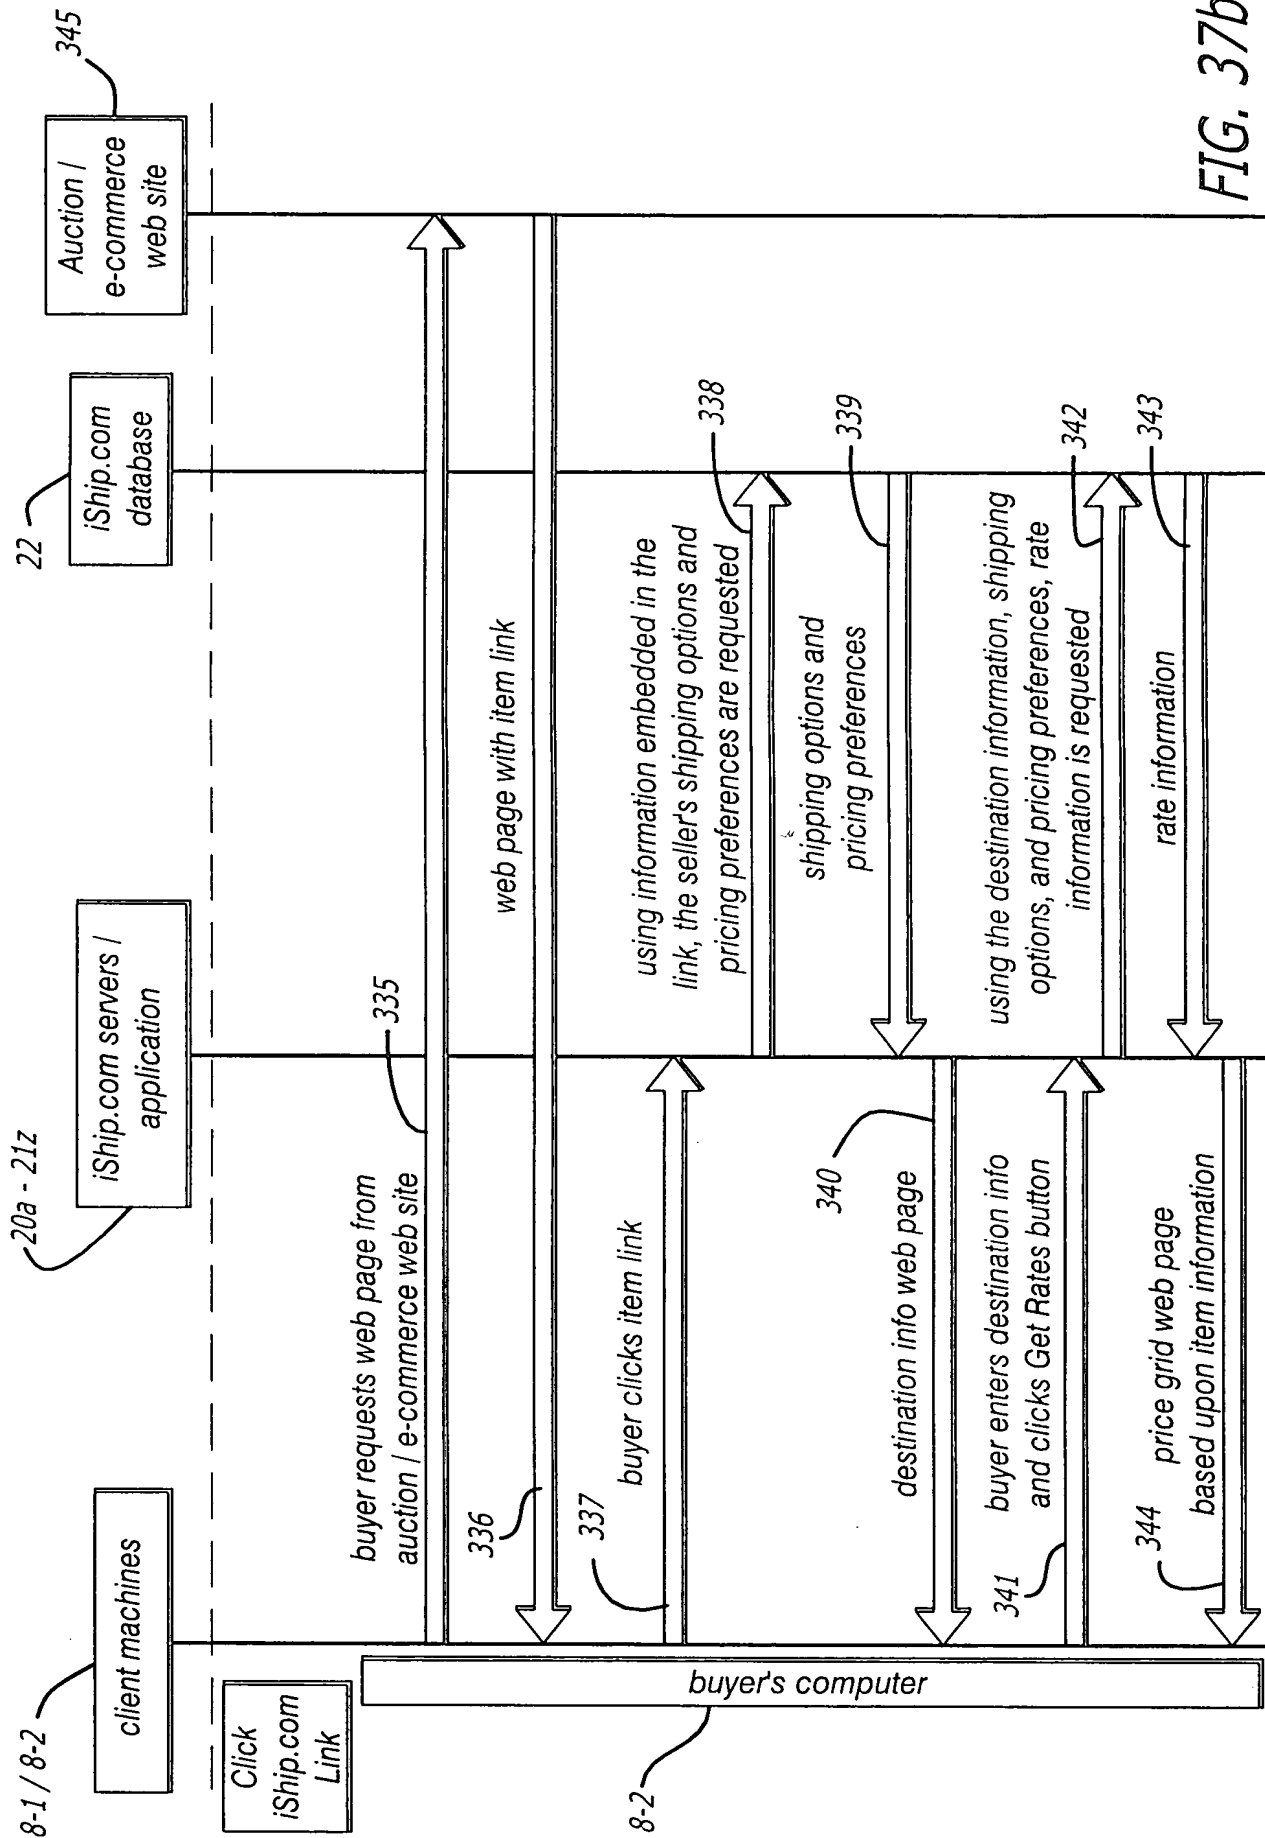 8-1 / 8-2
client machines
20a - 21z
iShip.com servers /
application
22
iShip.com
database
345
Auction /
e-commerce
web site
Click
iShip.com
Link
buyer's computer
8-2
buyer requests web page from
auction / e-commerce web site
335
336
web page with item link
337
buyer clicks item link
using information embedded in the
link, the seller's shipping options and
pricing preferences are requested
338
shipping options and
pricing preferences
339
340
destination info web page
341
buyer enters destination info
and clicks Get Rates button
using the destination information, shipping
options, and pricing preferences, rate
information is requested
342
rate information
343
344
price grid web page
based upon item information
FIG. 37b